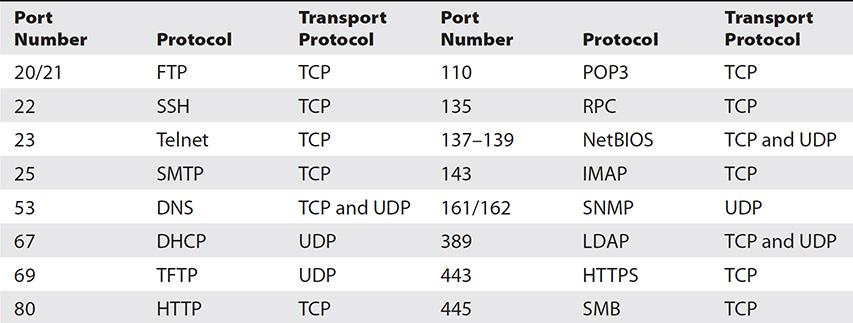 Port Number Protocol Transport Protocol Port Number Protocol Transport Protocol
20/21 FTP TCP 110 POP3 TCP
22 SSH TCP 135 RPC TCP
23 Telnet TCP 137–139 NetBIOS TCP and UDP
25 SMTP TCP 143 IMAP TCP
53 DNS TCP and UDP 161/162 SNMP UDP
67 DHCP UDP 389 LDAP TCP and UDP
69 TFTP UDP 443 HTTPS TCP
80 HTTP TCP 445 SMB TCP